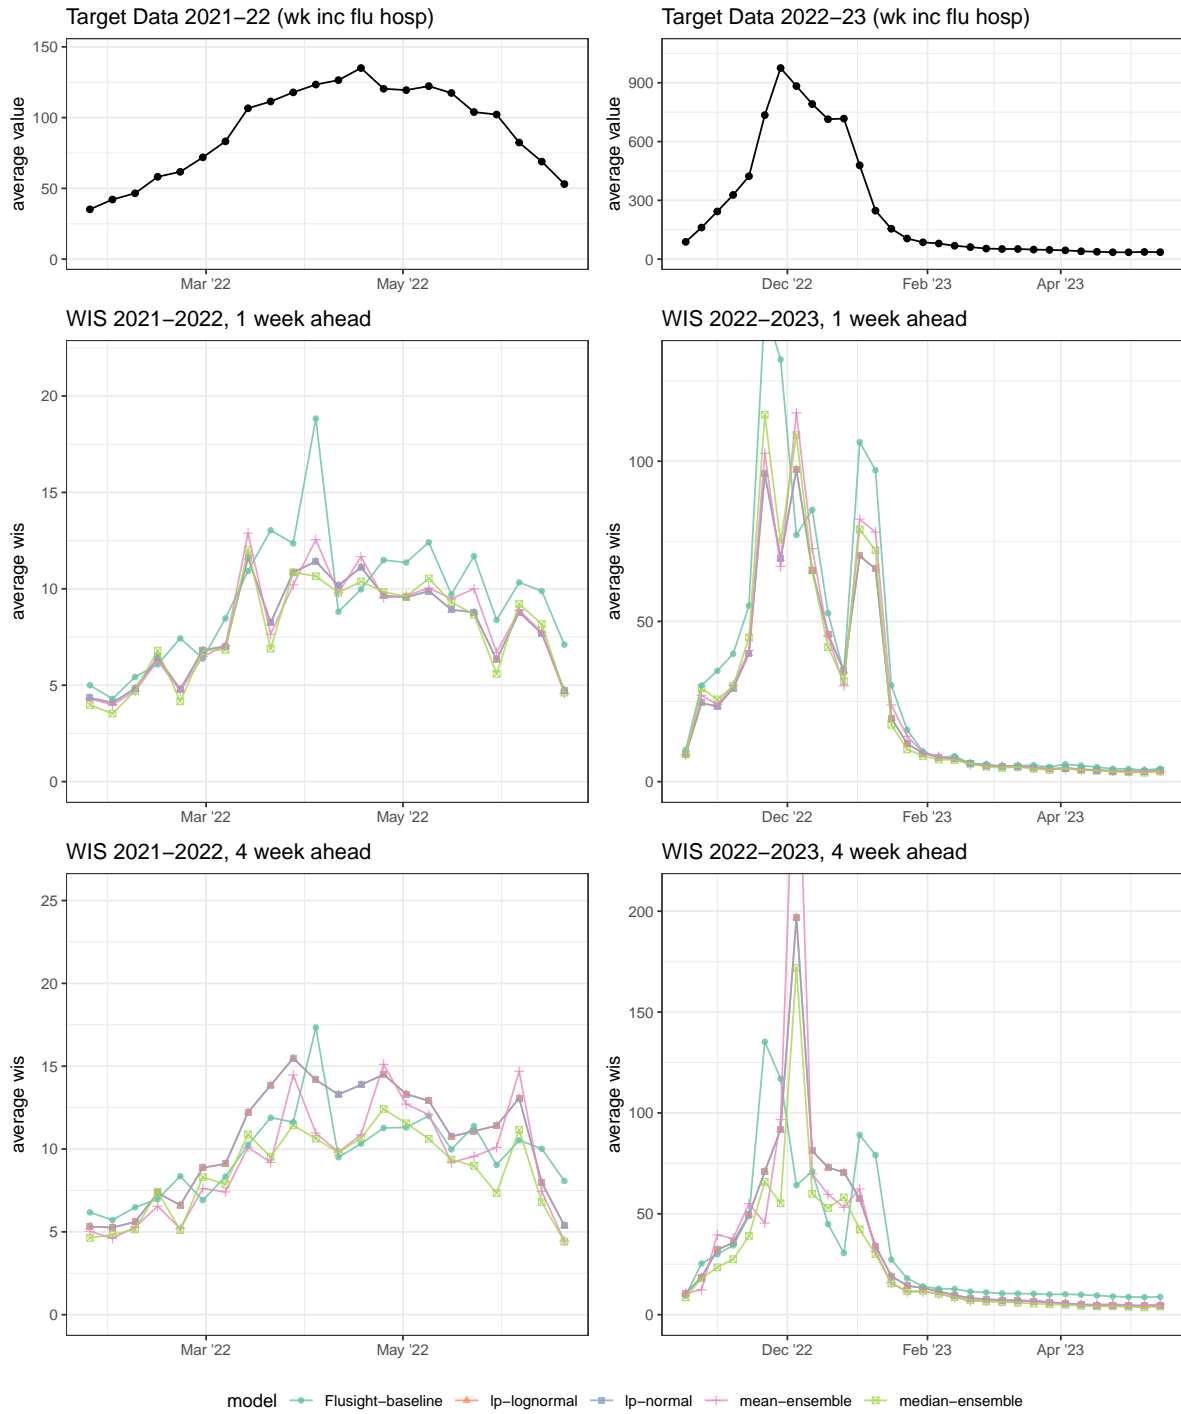 Target Data 2021−22 (wk inc flu hosp)
Target Data 2022−23 (wk inc flu hosp)
average value
150
100
50
0
Mar '22
May '22
average value
900
600
300
0
Dec '22
Feb '23
Apr '23
WIS 2021−2022, 1 week ahead
WIS 2022−2023, 1 week ahead
average wis
20
15
10
5
0
Mar '22
May '22
average wis
100
50
0
Dec '22
Feb '23
Apr '23
WIS 2021−2022, 4 week ahead
WIS 2022−2023, 4 week ahead
average wis
25
20
15
10
5
0
Mar '22
May '22
average wis
200
150
100
50
0
Dec '22
Feb '23
Apr '23
model Flusight−baseline lp−lognormal lp−normal mean−ensemble median−ensemble